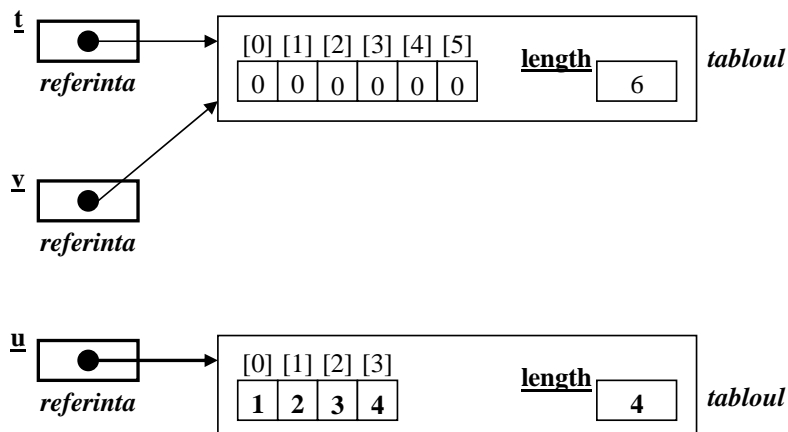 t
[0] [1] [2] [3] [4] [5]
length
tabloul
0 0 0 0 0 0
6
referinta
v
referinta
u
[0] [1] [2] [3]
length
tabloul
1 2 3 4
4
referinta